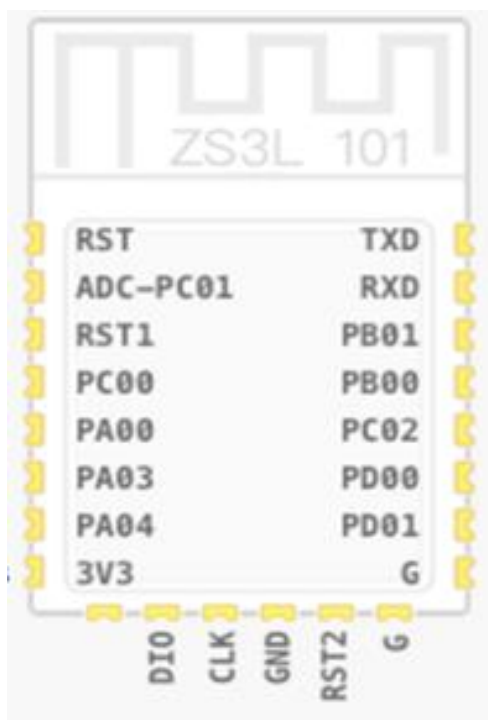 ZS3L 101
RST TXD
ADC-PC01 RXD
RST1 PB01
PC00 PB00
PA00 PC02
PA03 PD00
PA04 PD01
3V3 G
DIO CLK GND RST2 G